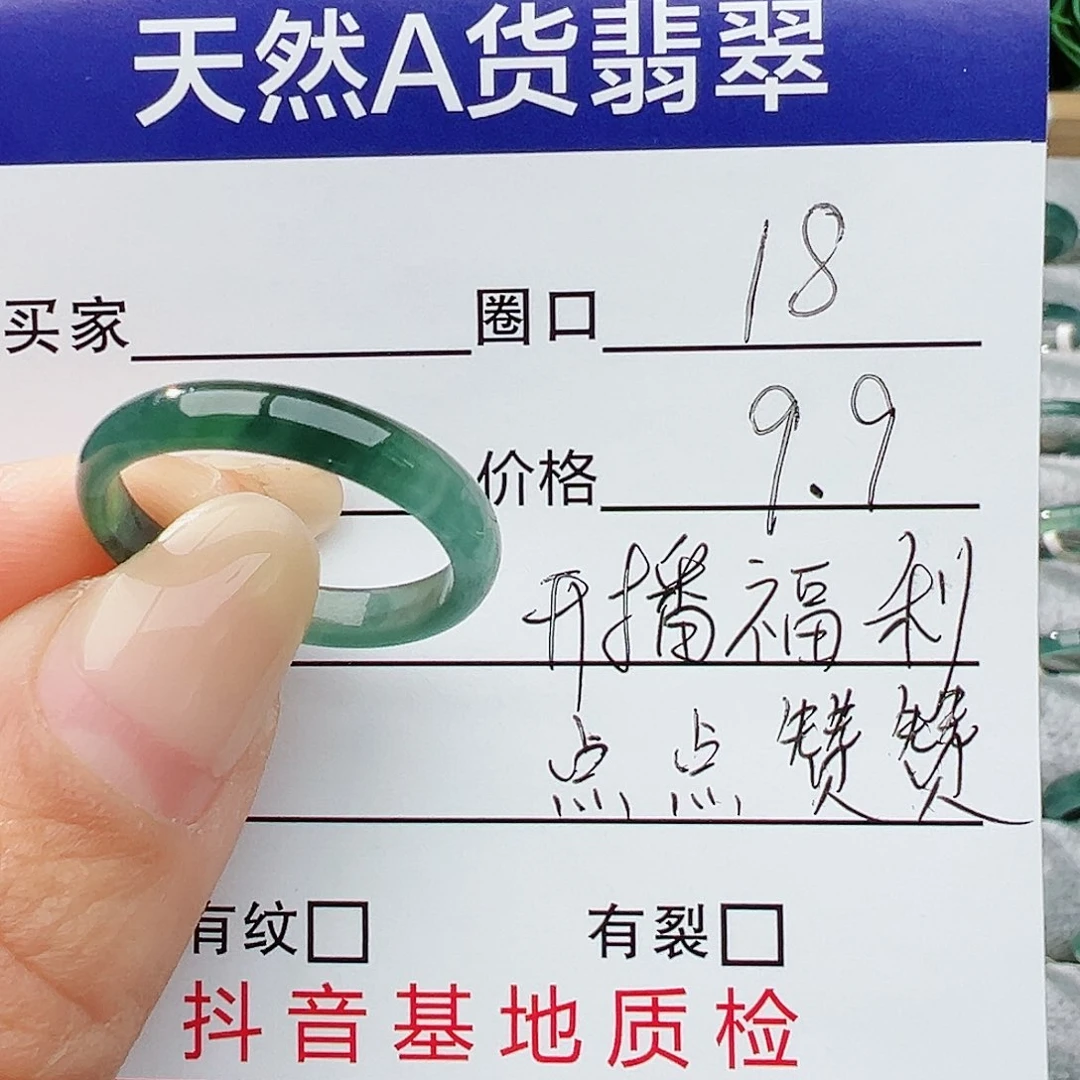 天然A货翡翠
买家 圈口 18
价格 9.9
开播福利
点点赞赞
有纹□ 有裂□
抖音基地质检